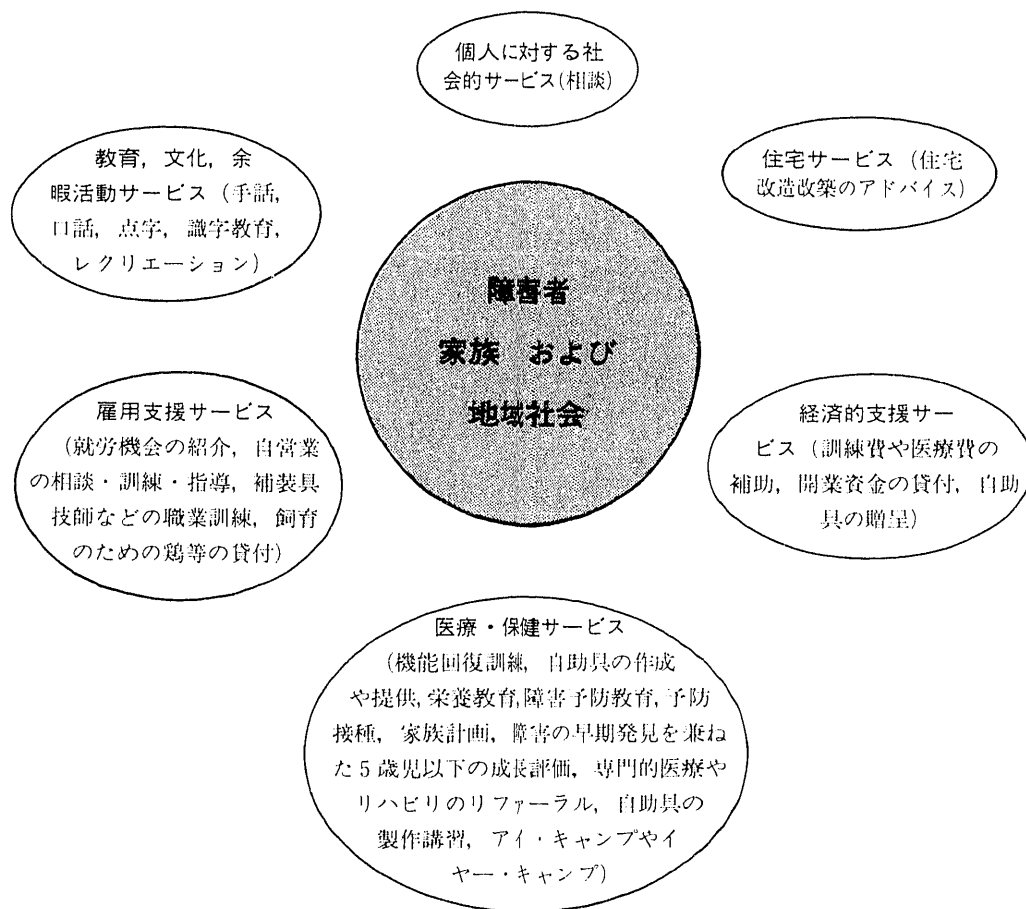 個人に対する社
会的サービス(相談)
教育，文化，余
暇活動サービス（手話，
口話，点字，識字教育，
レクリエーション）
住宅サービス（住宅
改造改築のアドバイス）
障害者
家族　および
地域社会
雇用支援サービス
（就労機会の紹介，自営業
の相談・訓練・指導，補装具
技師などの職業訓練，飼育
のための鶏等の貸付）
経済的支援サー
ビス（訓練費や医療費の
補助，開業資金の貸付，自助
具の贈呈）
医療・保健サービス
（機能回復訓練，自助具の作成
や提供，栄養教育，障害予防教育，予防
接種，家族計画，障害の早期発見を兼ね
た５歳児以下の成長評価，専門的医療や
リハビリのリファーラル，自助具の
製作講習，アイ・キャンプやイ
ヤー・キャンプ）